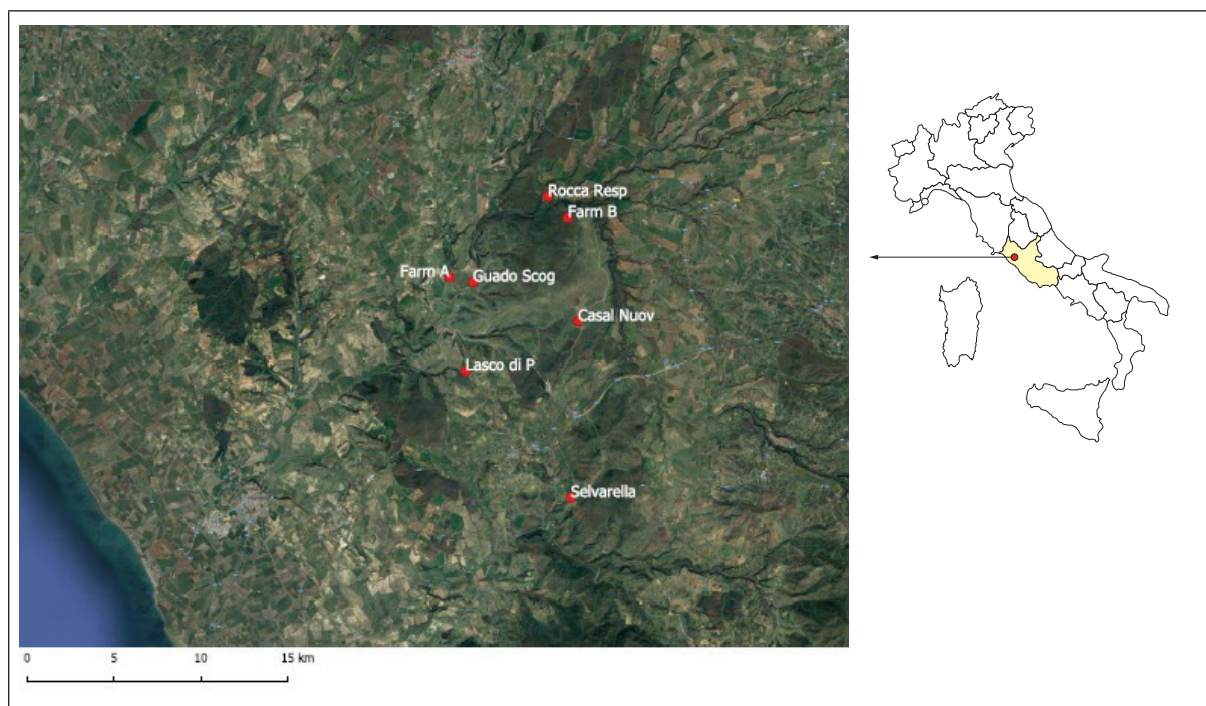 Rocca Resp
Farm B
Farm A
Guado Scog
Casal Nuov
Lasco di P
Selvarella
0 5 10 15 km